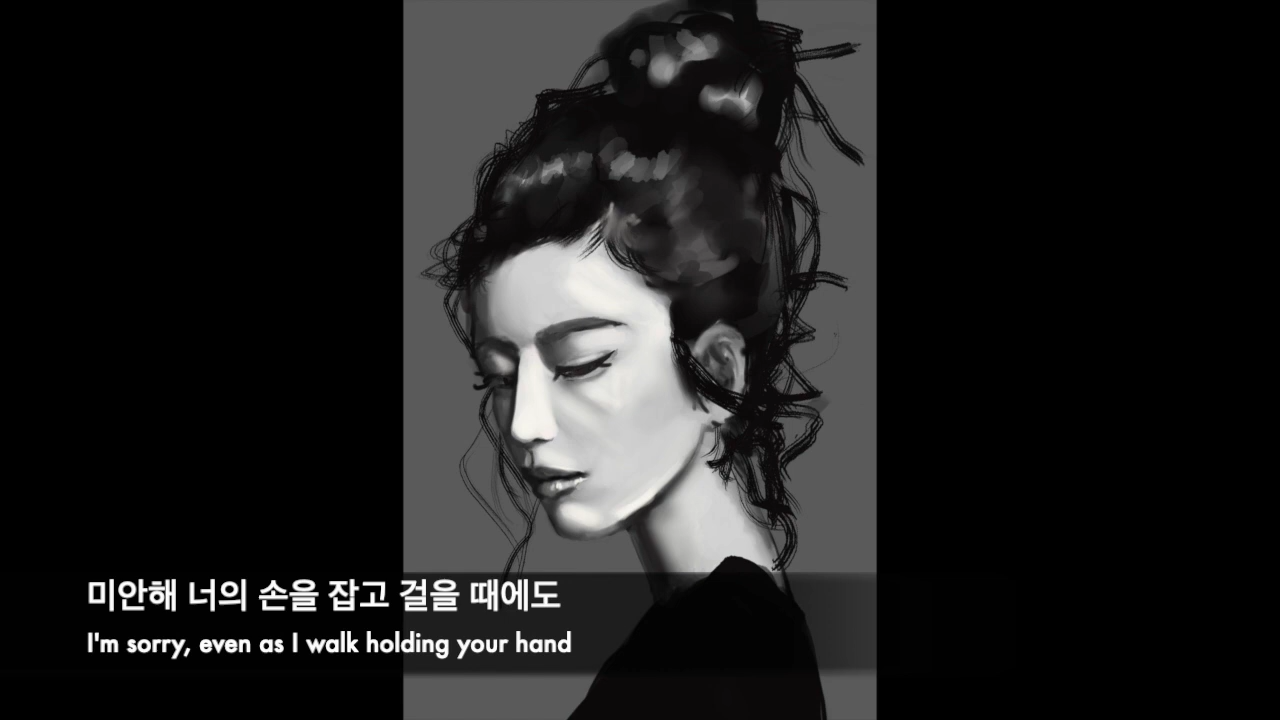 미안해 너의 손을 잡고 걸을 때에도
I'm sorry, even as I walk holding your hand